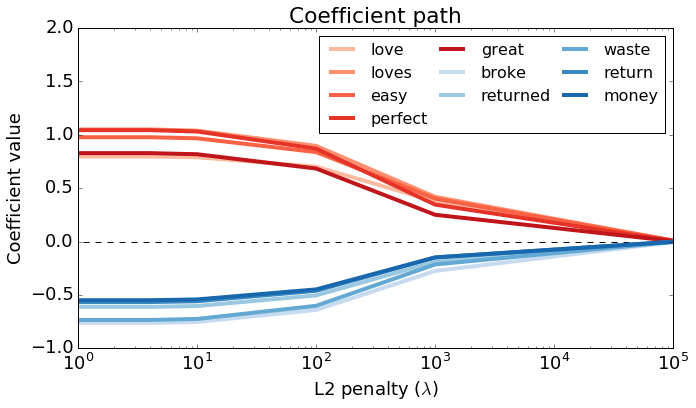 Coefficient path
Coefficient value
2.0
1.5
1.0
0.5
0.0
−0.5
−1.0
love great waste
loves broke return
easy returned money
perfect
10⁰ 10¹ 10² 10³ 10⁴ 10⁵
L2 penalty (λ)